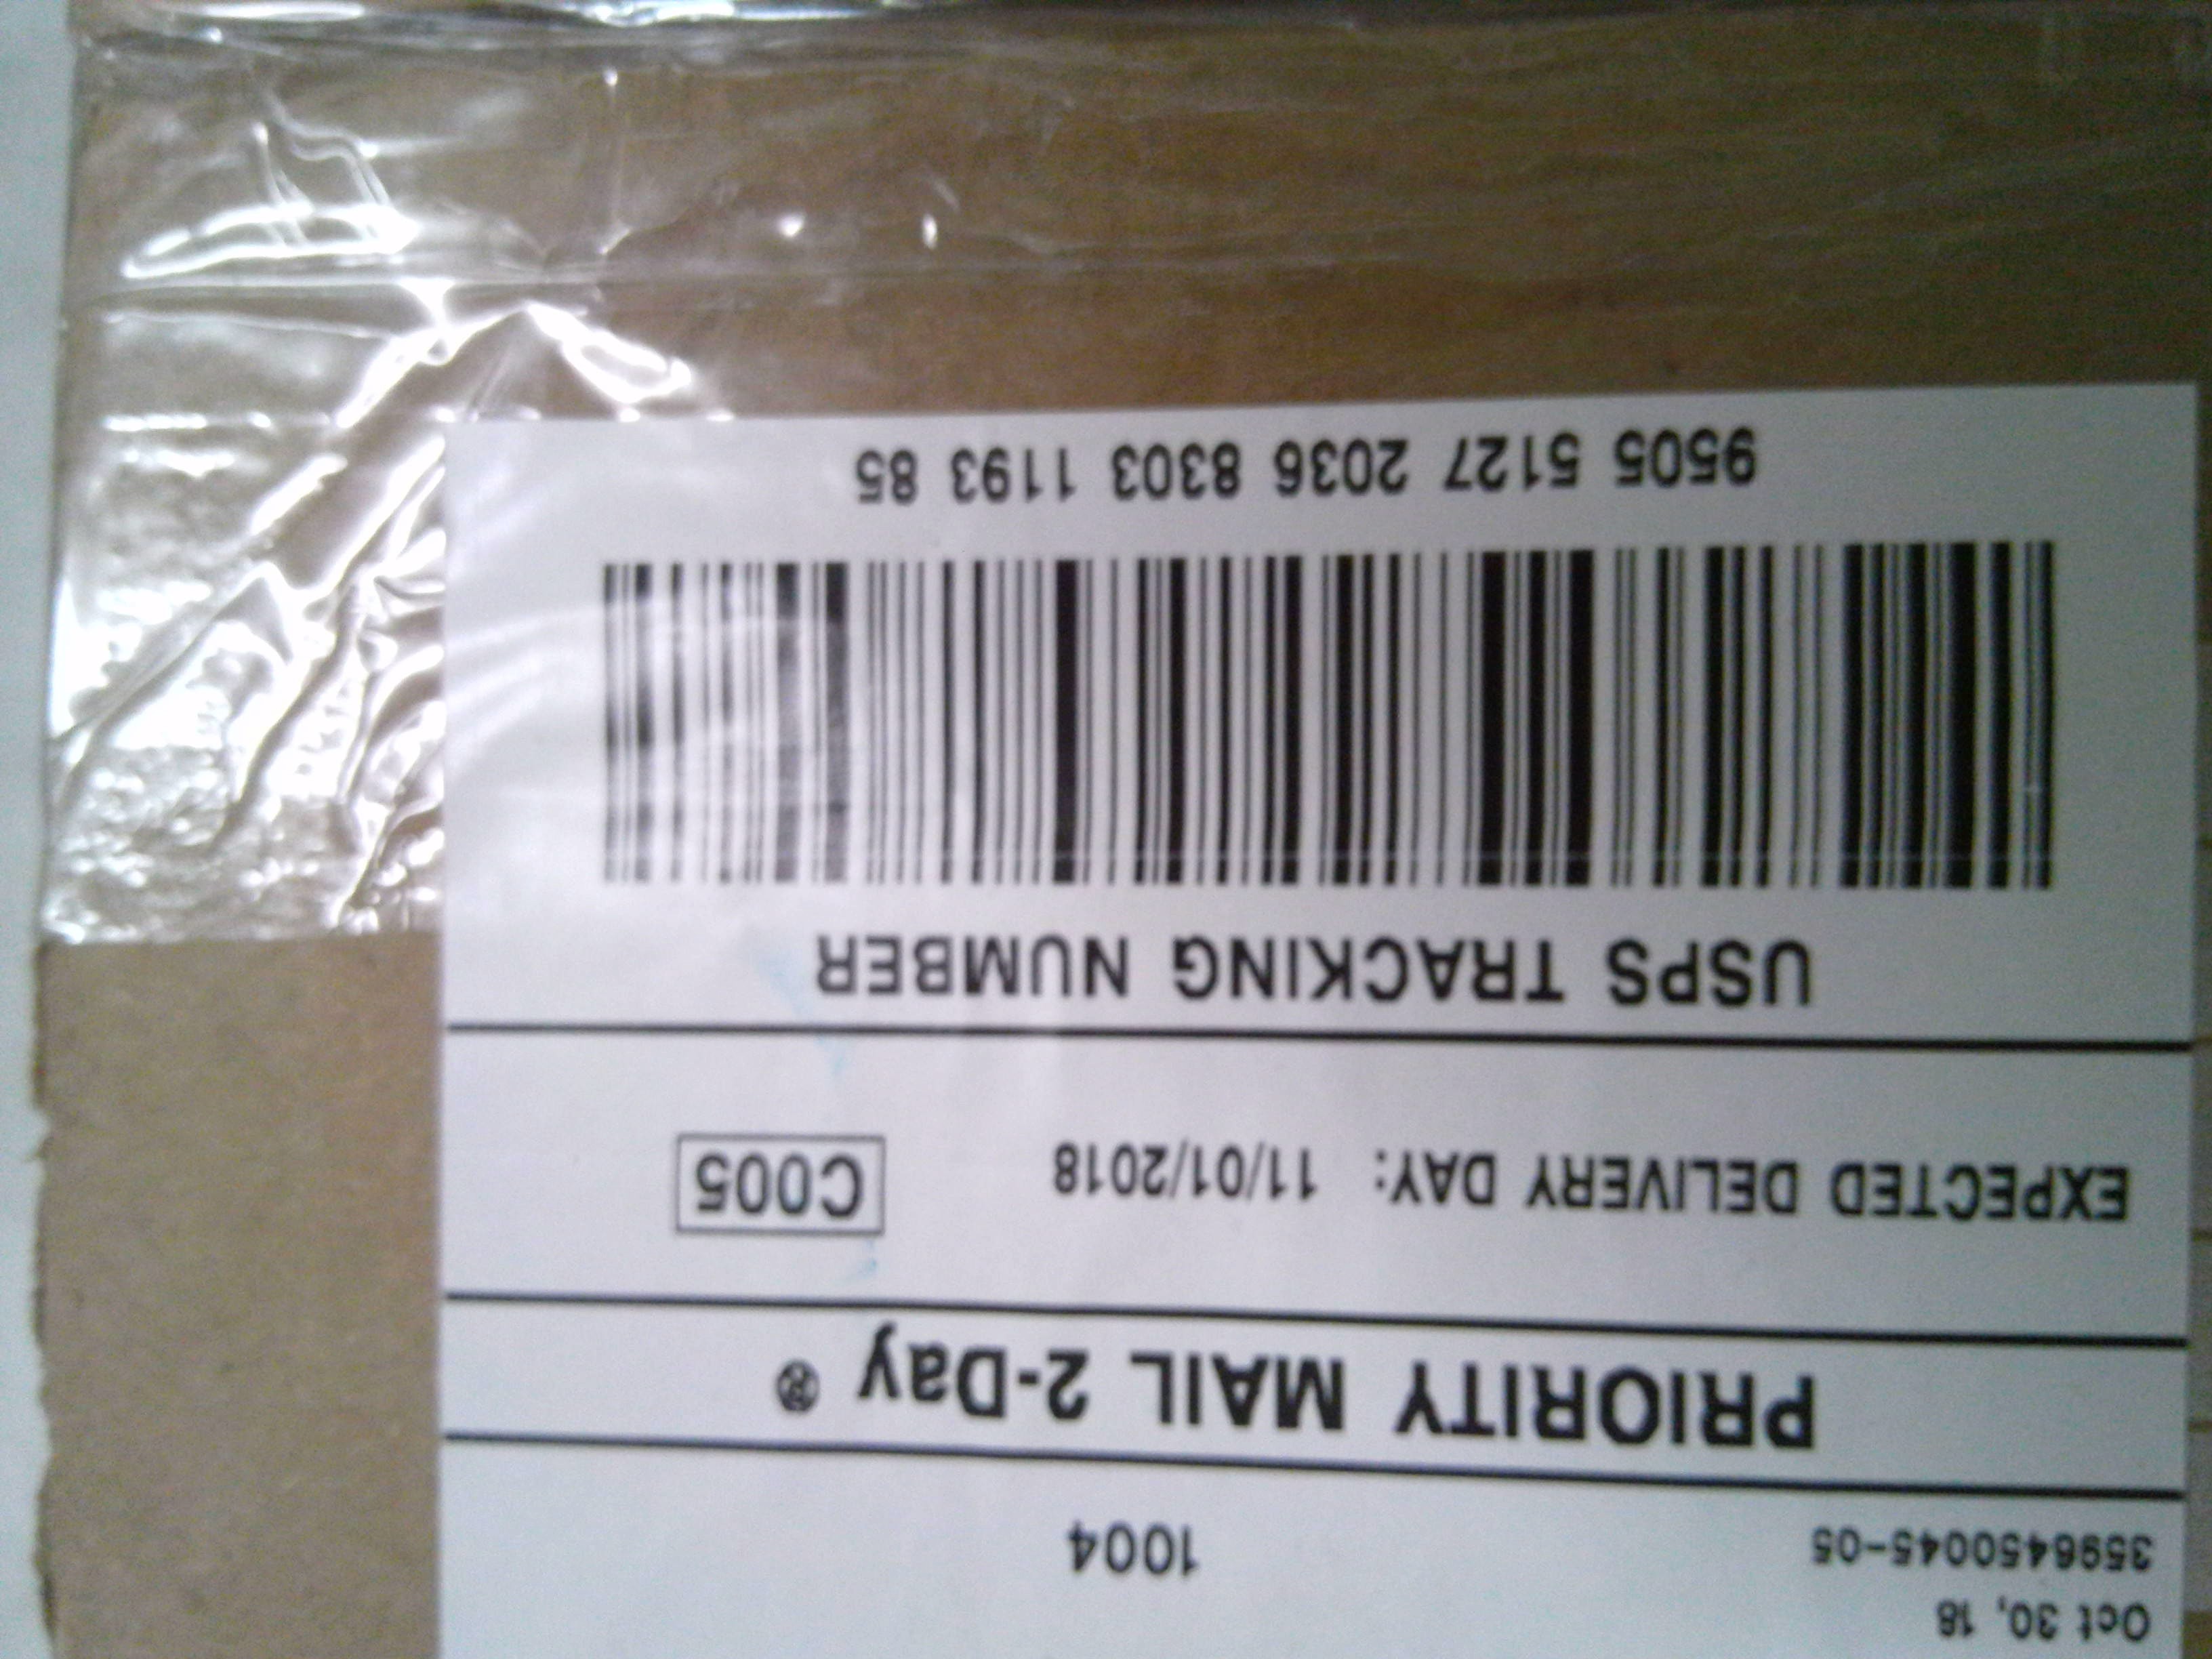 Oct 30, 18
3596450045-05 1004
PRIORITY MAIL 2-Day ®
EXPECTED DELIVERY DAY: 11/01/2018 C005
USPS TRACKING NUMBER
9505 5127 2036 8303 1193 85